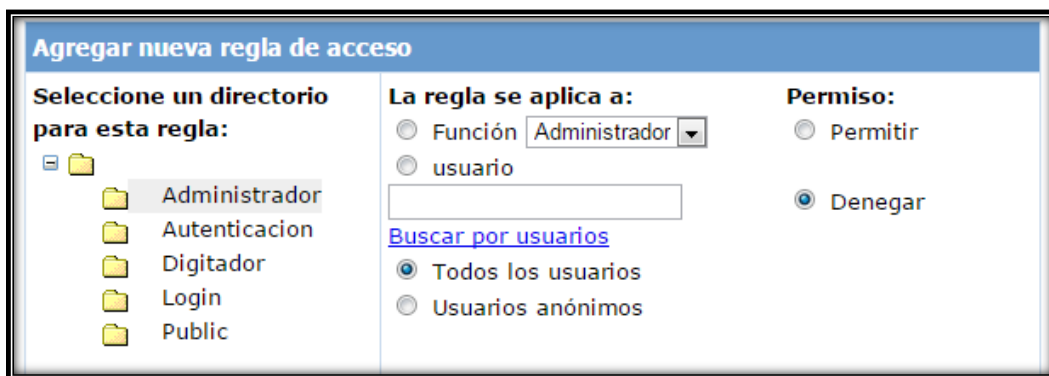 Agregar nueva regla de acceso
Seleccione un directorio
para esta regla:
Administrador
Autenticacion
Digitador
Login
Public
La regla se aplica a:
Función Administrador
usuario
Buscar por usuarios
Todos los usuarios
Usuarios anónimos
Permiso:
Permitir
Denegar